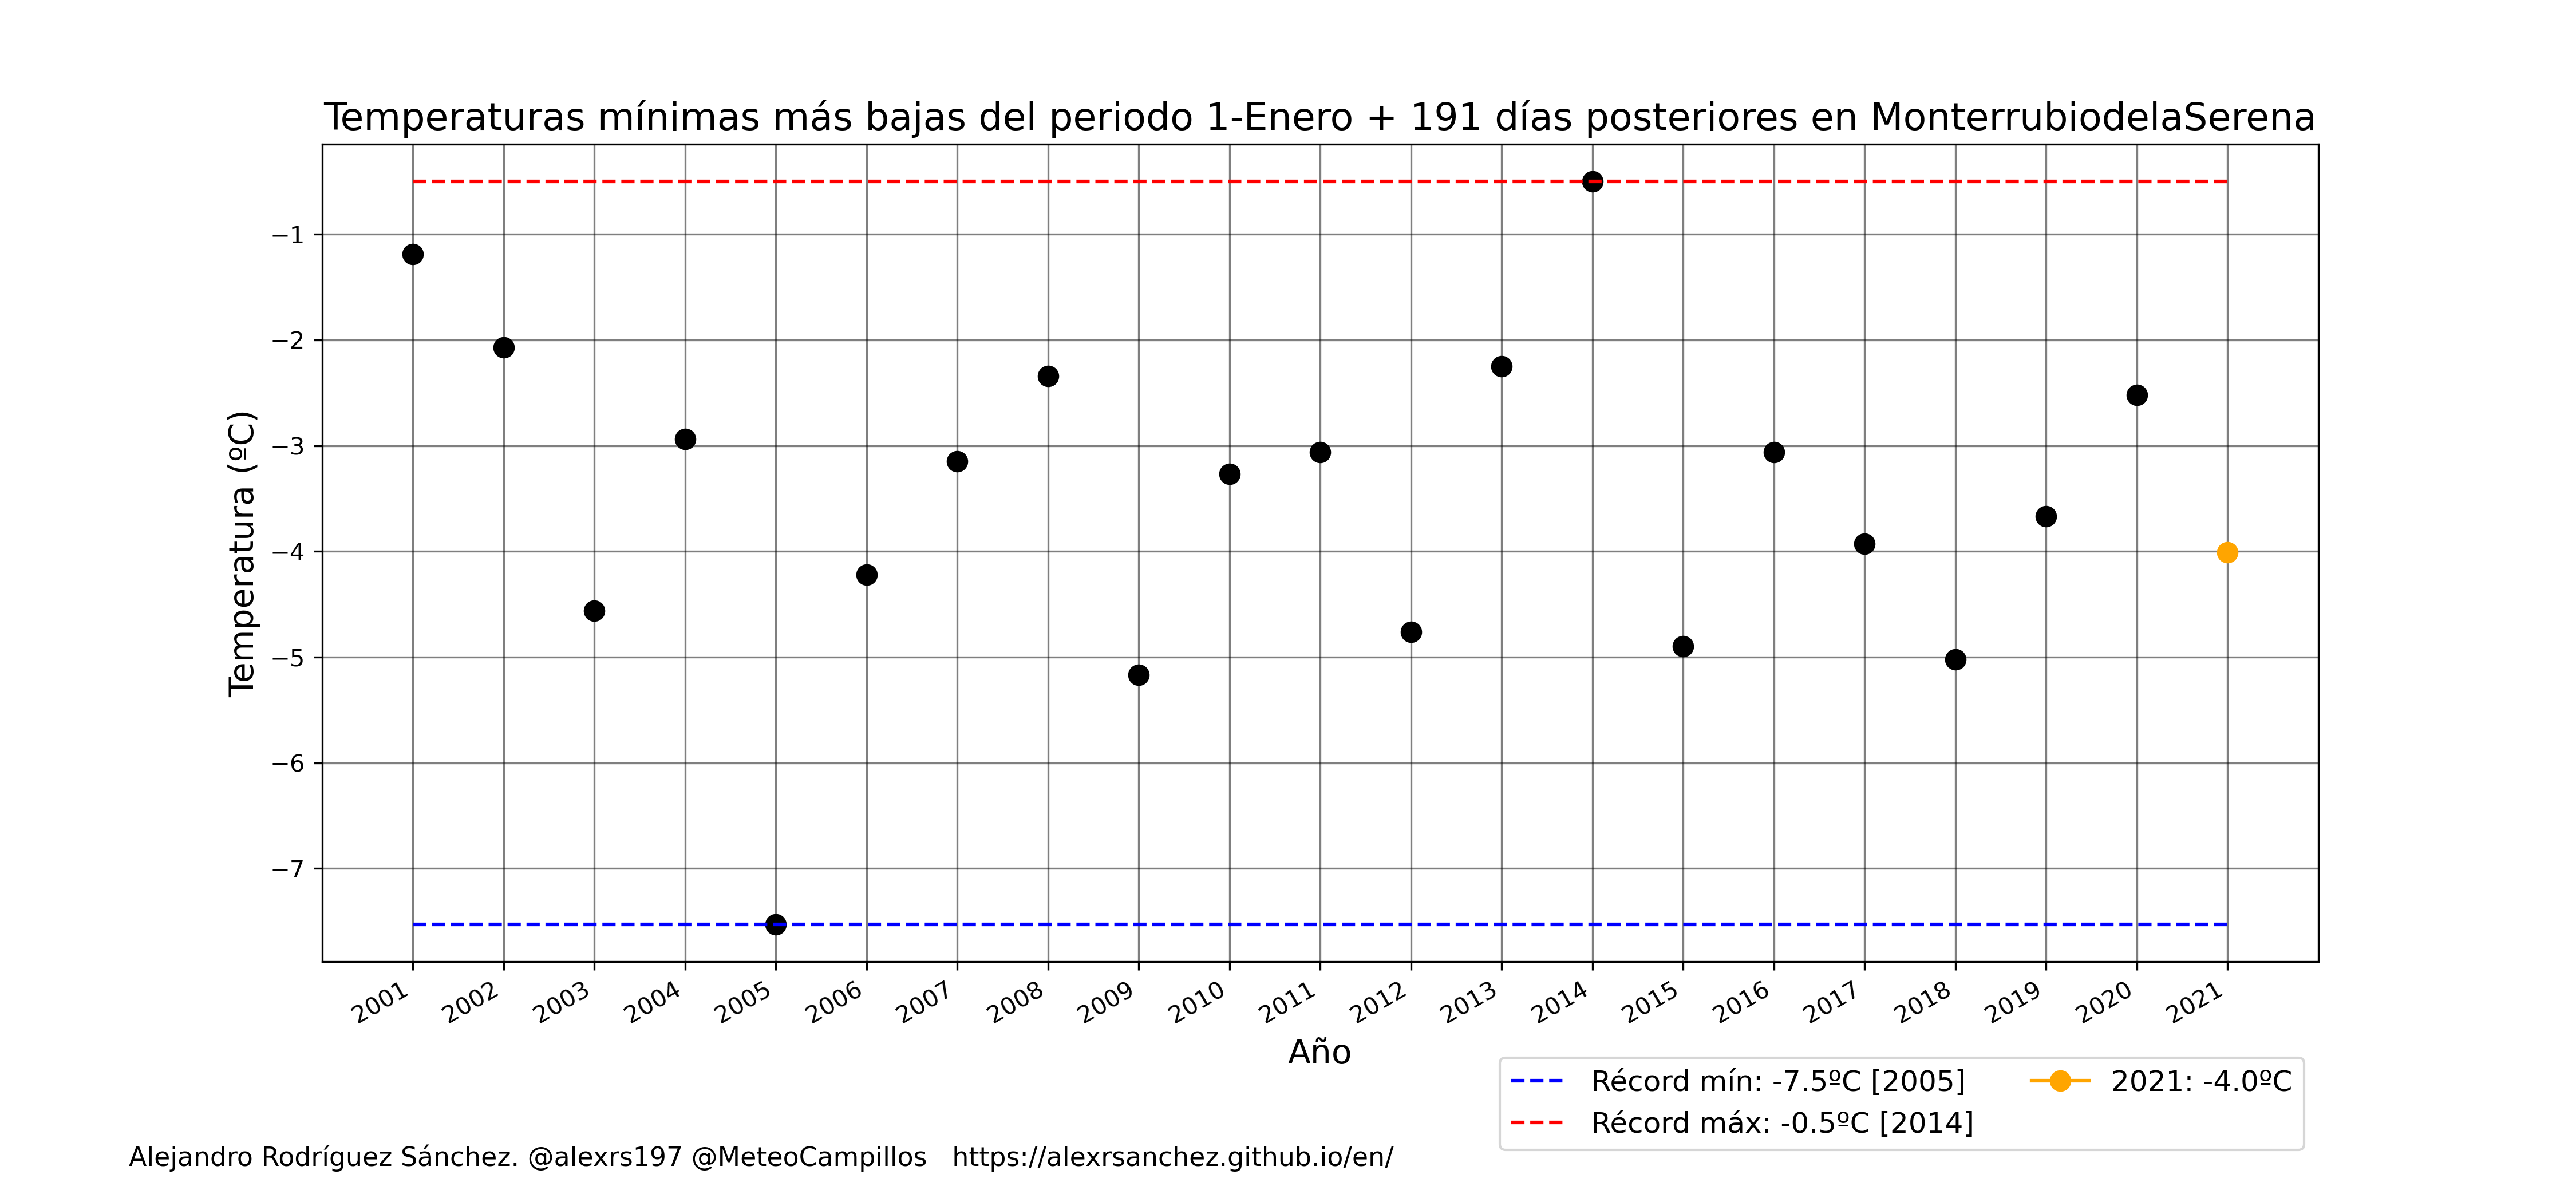 Temperaturas mínimas más bajas del periodo 1-Enero + 191 días posteriores en MonterrubiodelaSerena
Temperatura (ºC)
−1
−2
−3
−4
−5
−6
−7
2001 2002 2003 2004 2005 2006 2007 2008 2009 2010 2011 2012 2013 2014 2015 2016 2017 2018 2019 2020 2021
Año
Récord mín: -7.5ºC [2005] 2021: -4.0ºC
Récord máx: -0.5ºC [2014]
Alejandro Rodríguez Sánchez. @alexrs197 @MeteoCampillos https://alexrsanchez.github.io/en/